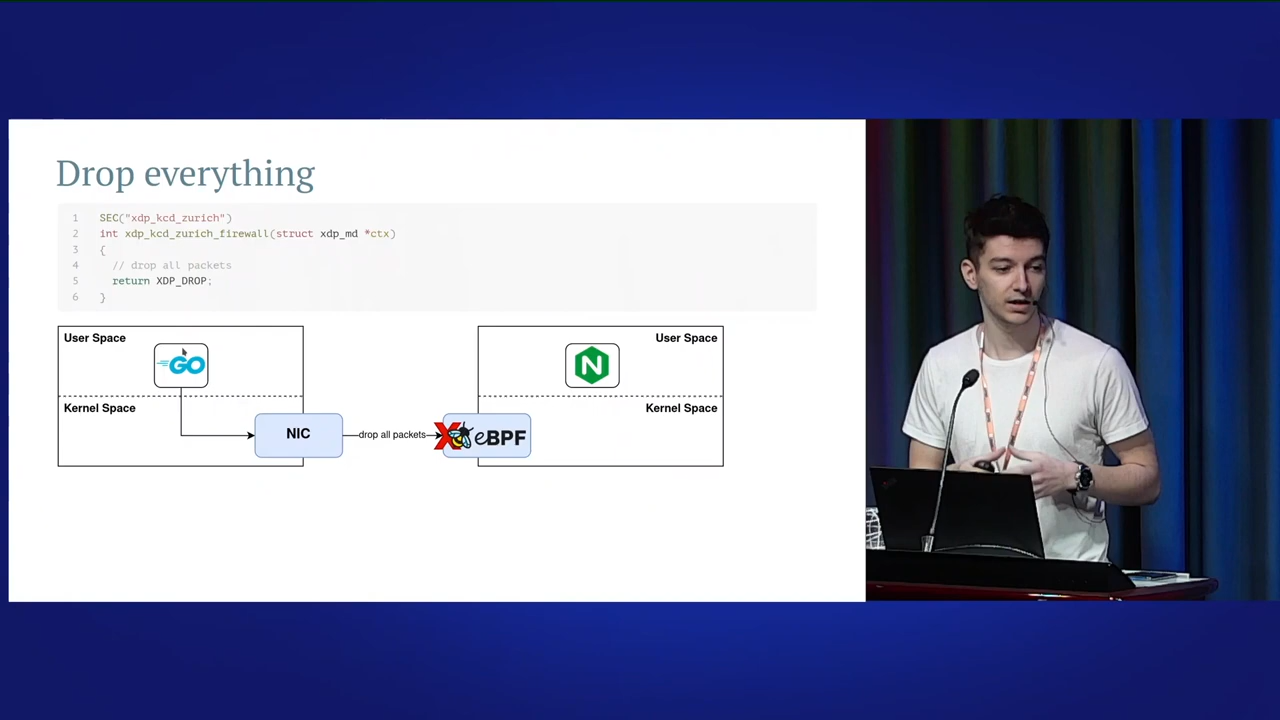 Drop everything
1 SEC("xdp_kcd_zurich")
2 int xdp_kcd_zurich_firewall(struct xdp_md *ctx)
3 {
4 // drop all packets
5 return XDP_DROP;
6 }
User Space
User Space
GO
N
Kernel Space
Kernel Space
NIC
drop all packets
X
eBPF